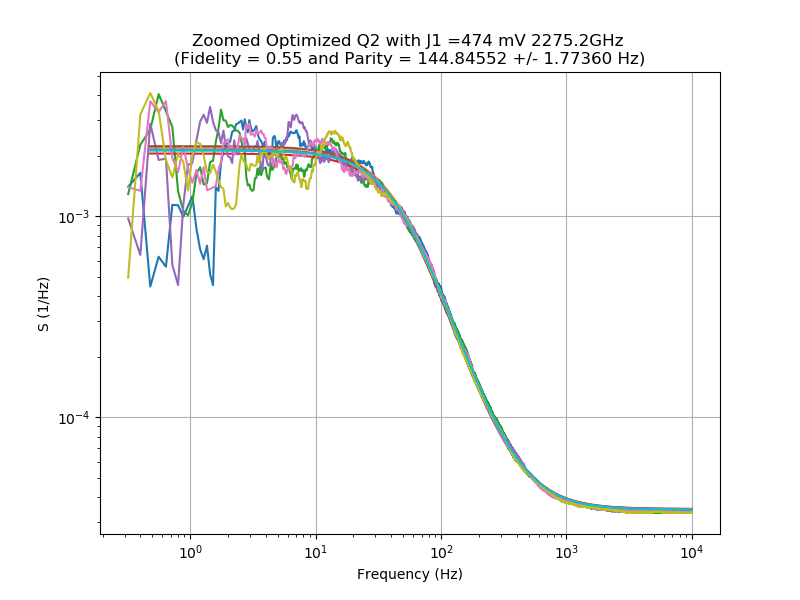 Zoomed Optimized Q2 with J1 =474 mV 2275.2GHz
(Fidelity = 0.55 and Parity = 144.84552 +/- 1.77360 Hz)
10⁻³
10⁻⁴
S (1/Hz)
10⁰ 10¹ 10² 10³ 10⁴
Frequency (Hz)